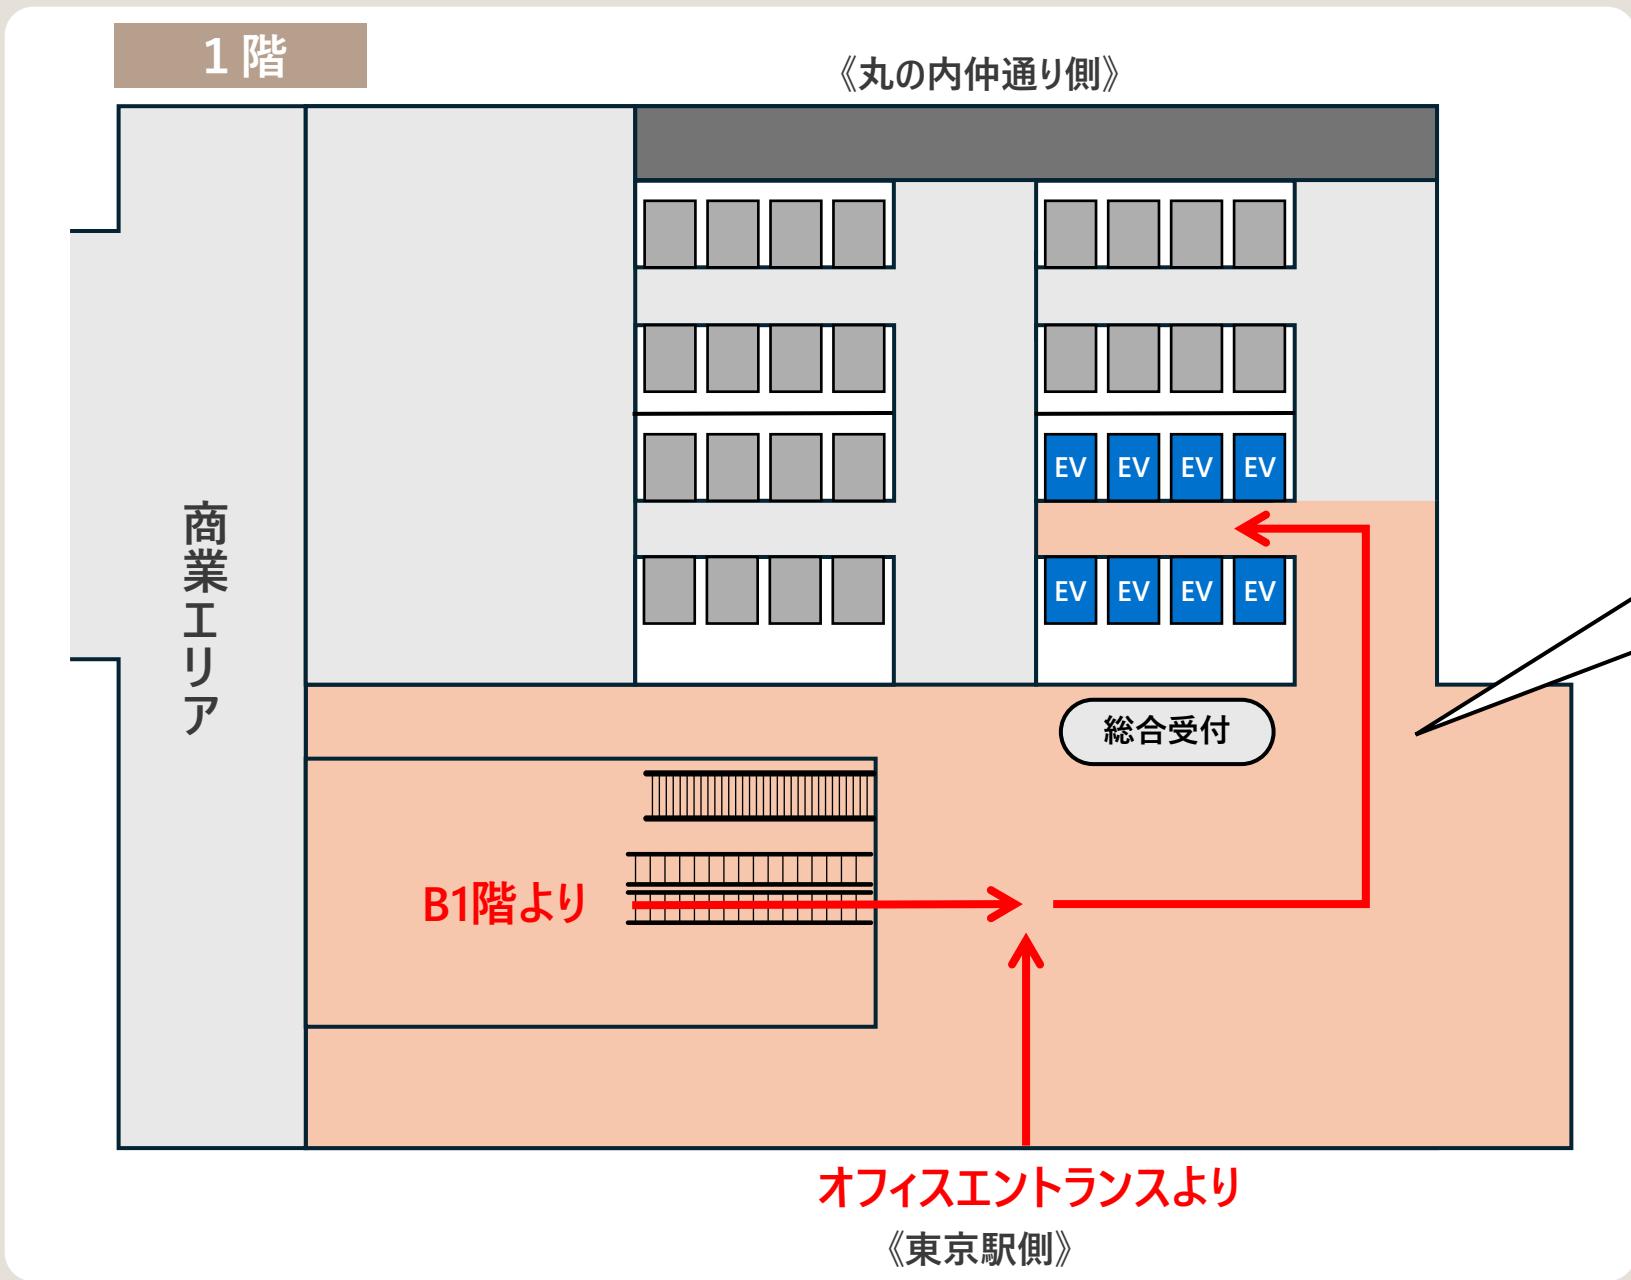 1階
《丸の内仲通り側》
EV EV EV EV
EV EV EV EV
商業エリア
総合受付
B1階より
オフィスエントランスより
《東京駅側》